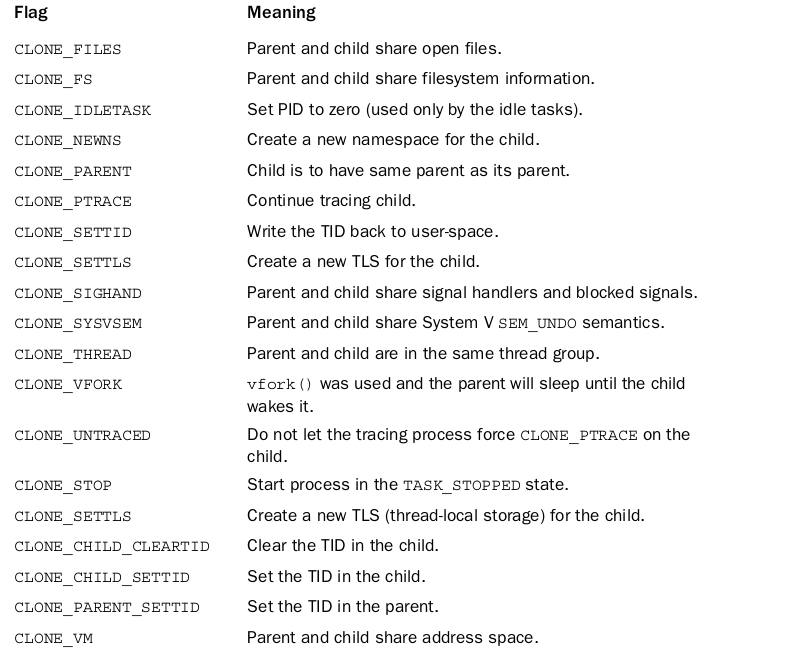 Flag Meaning
CLONE_FILES Parent and child share open files.
CLONE_FS Parent and child share filesystem information.
CLONE_IDLETASK Set PID to zero (used only by the idle tasks).
CLONE_NEWNS Create a new namespace for the child.
CLONE_PARENT Child is to have same parent as its parent.
CLONE_PTRACE Continue tracing child.
CLONE_SETTID Write the TID back to user-space.
CLONE_SETTLS Create a new TLS for the child.
CLONE_SIGHAND Parent and child share signal handlers and blocked signals.
CLONE_SYSVSEM Parent and child share System V SEM_UNDO semantics.
CLONE_THREAD Parent and child are in the same thread group.
CLONE_VFORK vfork() was used and the parent will sleep until the child
wakes it.
CLONE_UNTRACED Do not let the tracing process force CLONE_PTRACE on the
child.
CLONE_STOP Start process in the TASK_STOPPED state.
CLONE_SETTLS Create a new TLS (thread-local storage) for the child.
CLONE_CHILD_CLEARTID Clear the TID in the child.
CLONE_CHILD_SETTID Set the TID in the child.
CLONE_PARENT_SETTID Set the TID in the parent.
CLONE_VM Parent and child share address space.